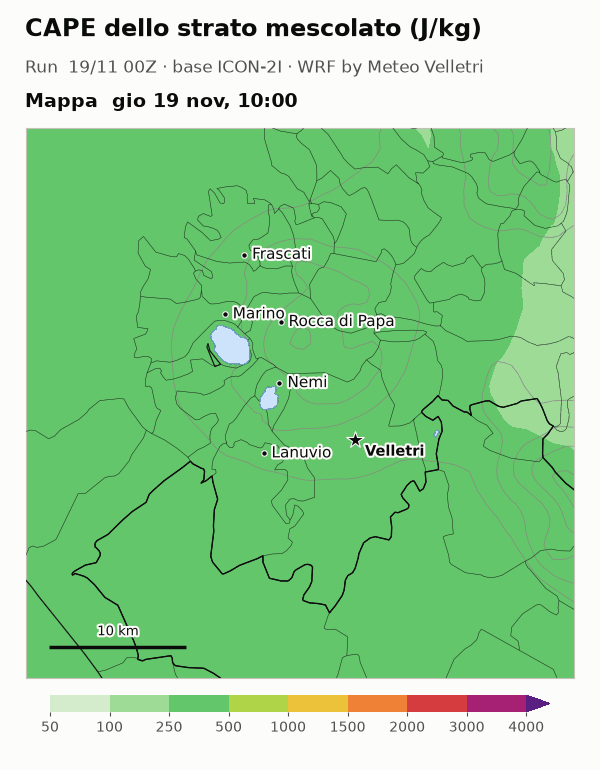 CAPE dello strato mescolato (J/kg)
Run  19/11 00Z · base ICON-2I · WRF by Meteo Velletri
Mappa  gio 19 nov, 10:00
Frascati
Marino
Rocca di Papa
Nemi
Velletri
Lanuvio
10 km
50 100 250 500 1000 1500 2000 3000 4000